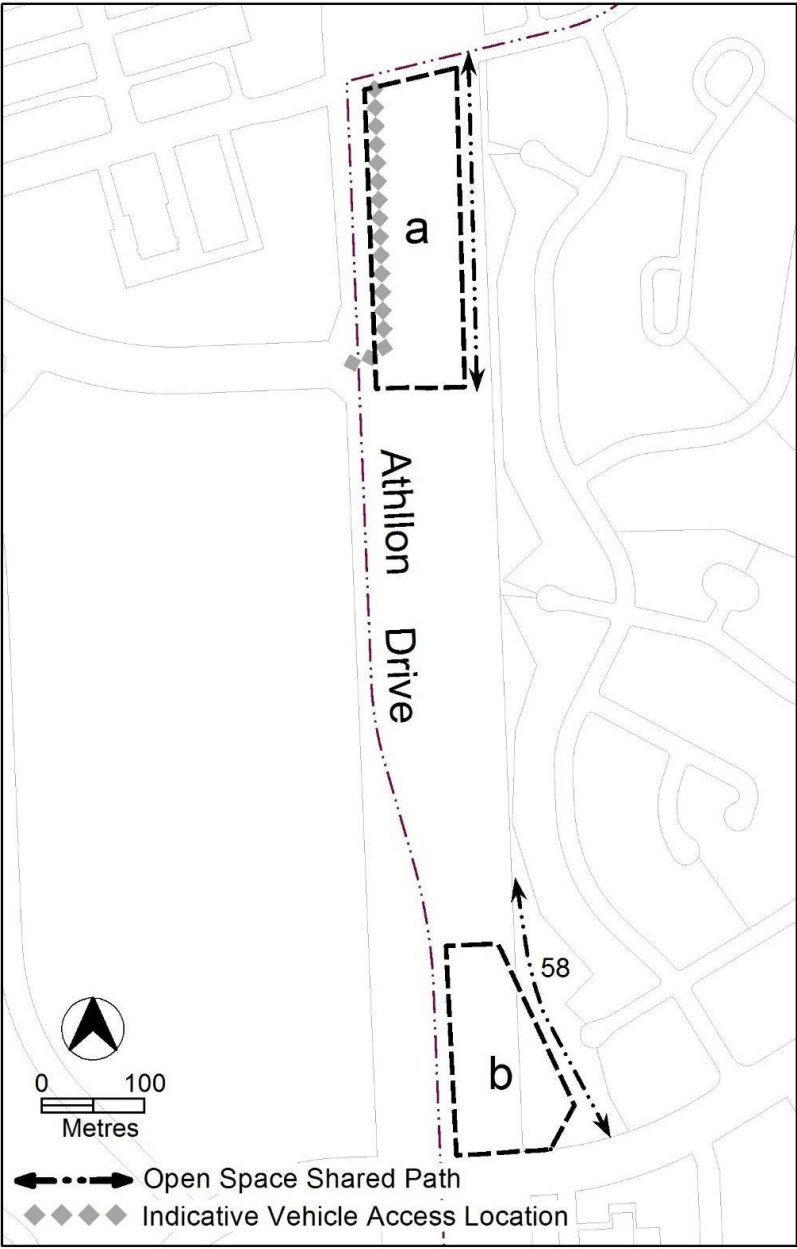 a
Athllon Drive
58
b
0 100
Metres
Open Space Shared Path
Indicative Vehicle Access Location